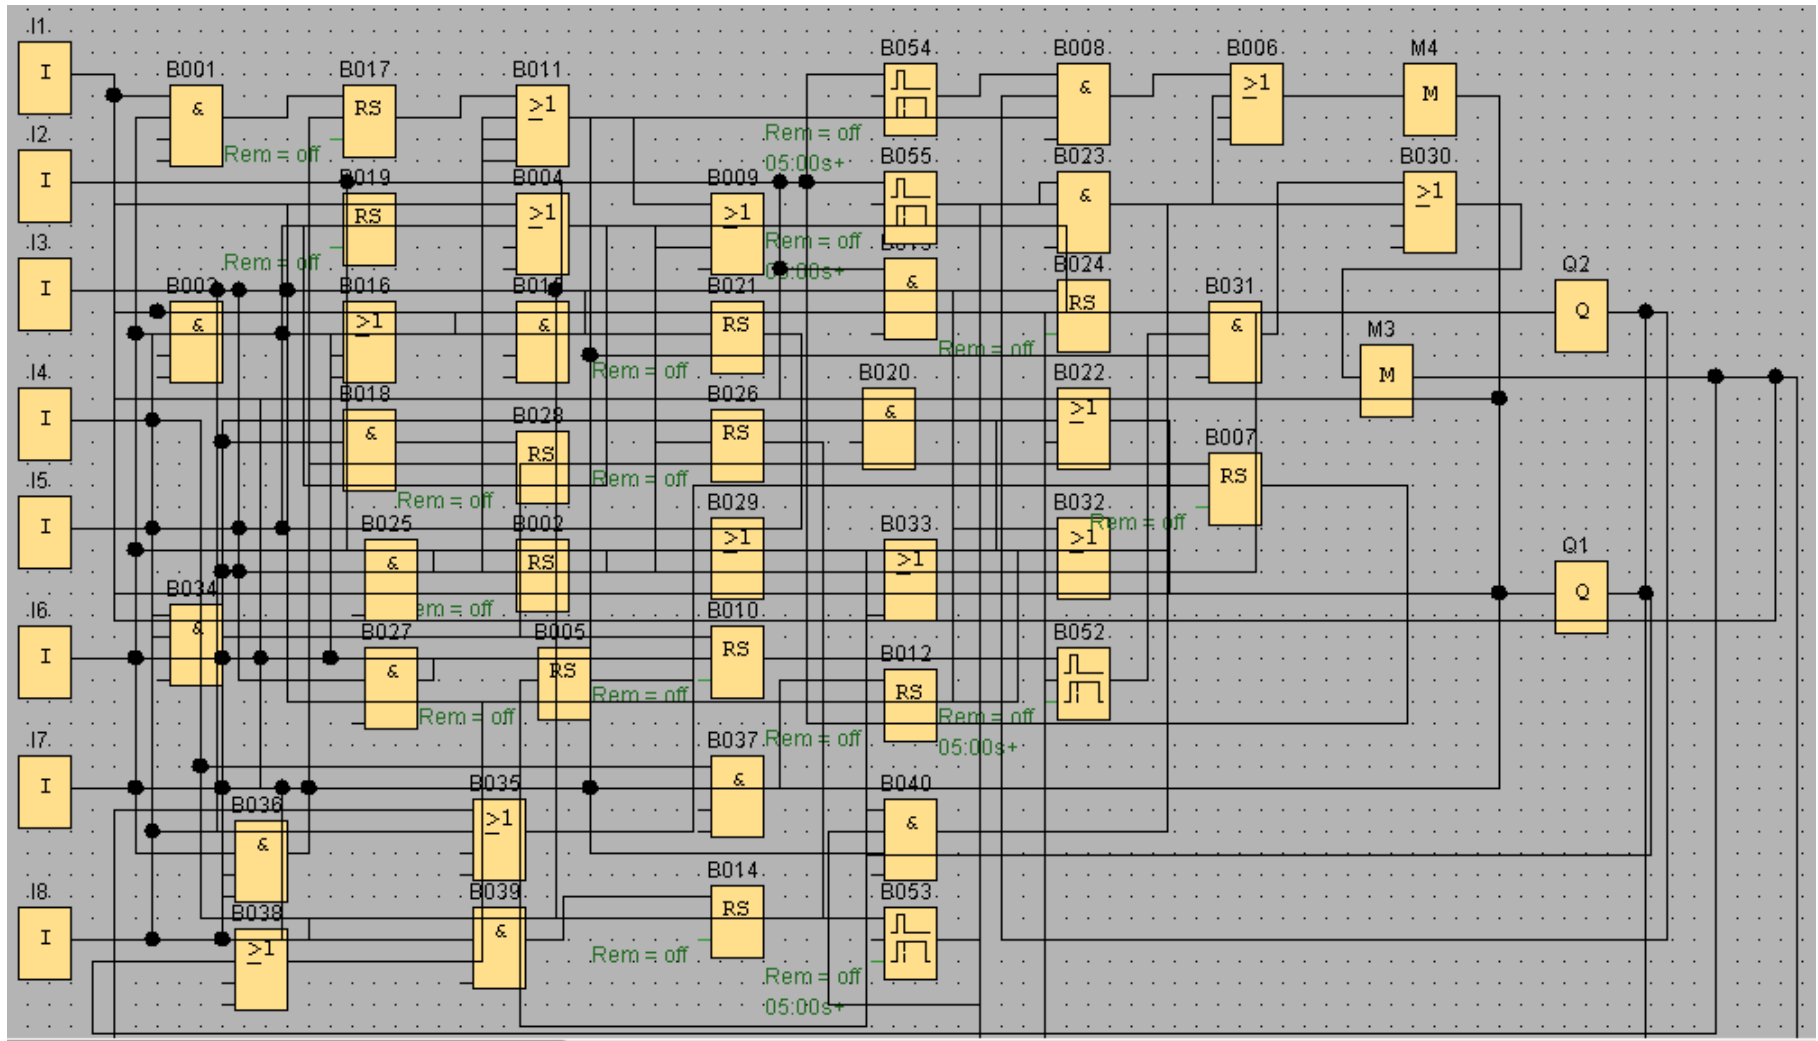 I1
I
B001
&
B017
RS
Rem = off
B011
>1
B054
Rem = off
05:00s+
B008
&
B006
>1
M4
M
I2
I
B019
RS
Rem = off
B004
>1
B009
>1
B055
Rem = off
05:00s+
B023
&
B030
>1
I3
I
B003
&
B016
>1
&
B021
RS
Rem = off
&
B024
RS
Rem = off
B031
&
Q2
Q
M3
M
I4
I
B018
&
B028
RS
Rem = off
B026
RS
Rem = off
B020
&
B022
>1
B007
RS
Rem = off
I5
I
B025
&
B002
RS
em = off
B029
>1
B033
>1
B032
>1
Q1
Q
B034
&
I6
I
B027
&
B005
RS
Rem = off
B010
RS
Rem = off
B012
RS
Rem = off
B052
Rem = off
05:00s+
I7
I
B036
&
B035
>1
B037
&
B040
&
I8
I
B038
>1
B039
&
B014
RS
Rem = off
B053
Rem = off
05:00s+